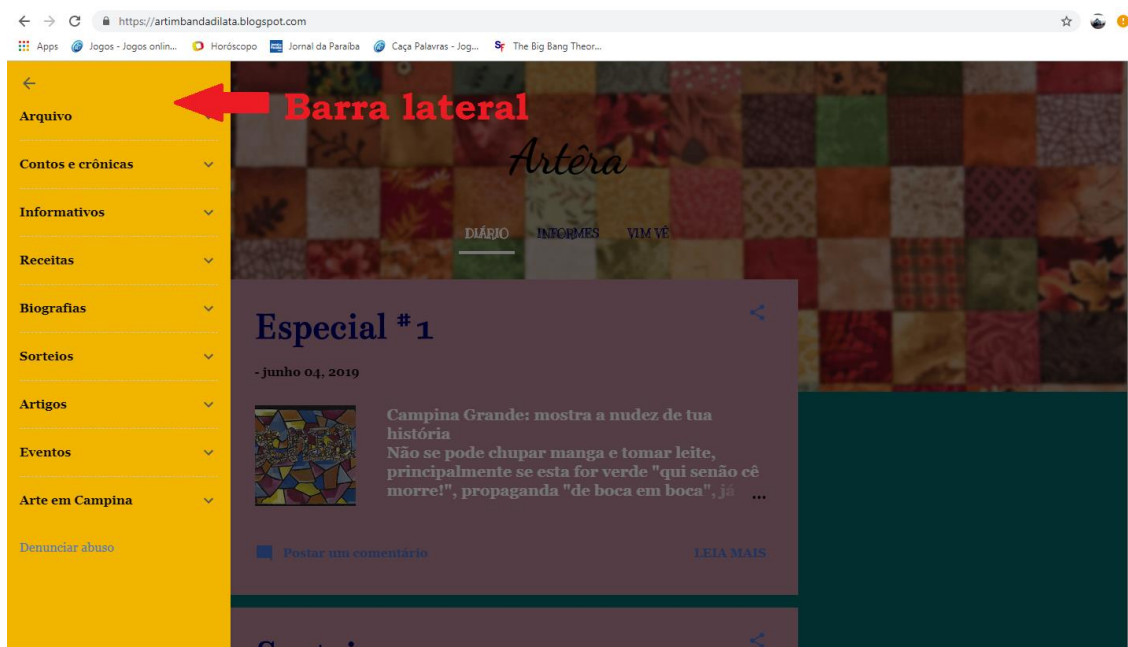 https://artimbandadilata.blogspot.com
Apps Jogos - Jogos onlin... Horóscopo Jornal da Paraíba Caça Palavras - Jog... SF The Big Bang Theor...
Barra lateral
Arquivo
Contos e crônicas
Informativos
Receitas
Biografias
Sorteios
Artigos
Eventos
Arte em Campina
Denunciar abuso
Artêra
DIÁRIO INFORMES VIM VÊ
Especial #1
- junho 04, 2019
Campina Grande: mostra a nudez de tua
história
Não se pode chupar manga e tomar leite,
principalmente se esta for verde "qui senão cê
morre!", propaganda "de boca em boca", já ...
Postar um comentário LEIA MAIS